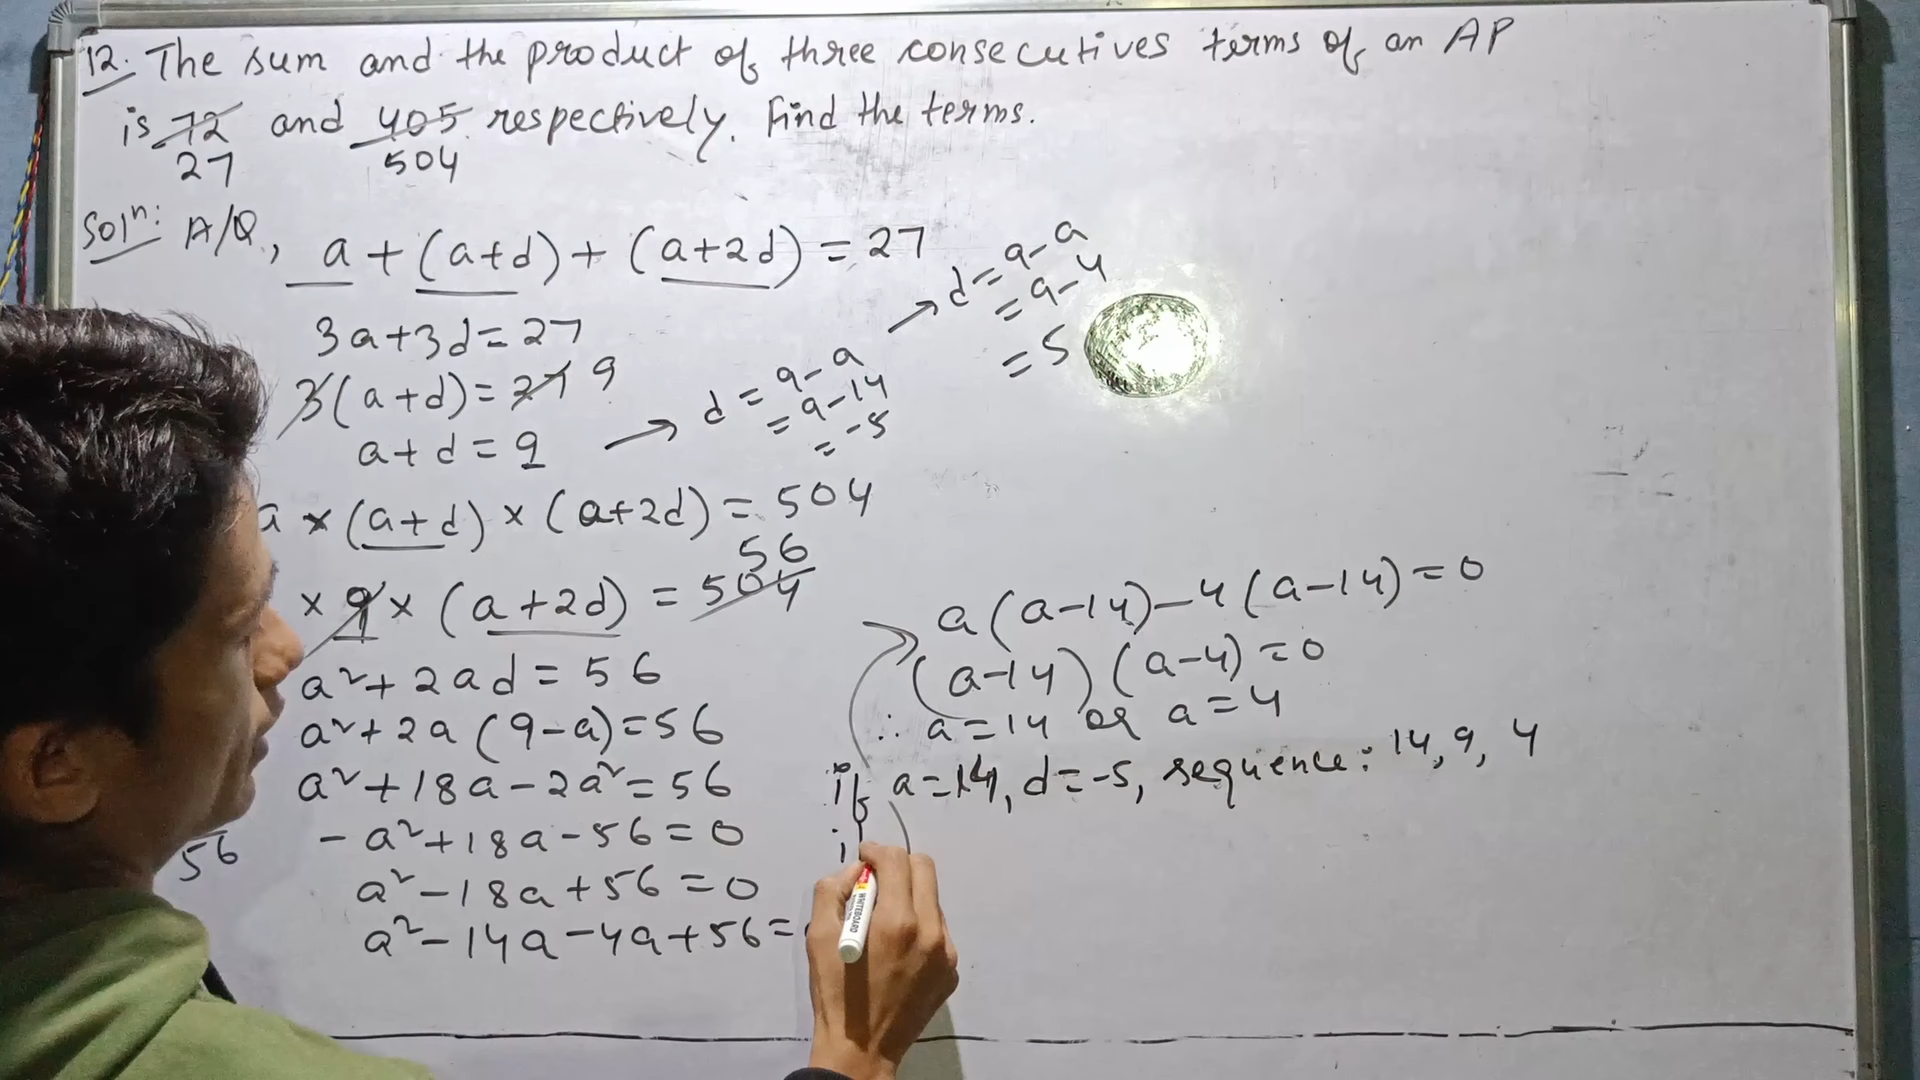 12. The sum and the product of three consecutives terms of an AP
is 72 and 405 respectively. Find the terms.
27 504
Solⁿ: A/Q, a + (a+d) + (a+2d) = 27
3a+3d=27
3(a+d)=27 9
a+d=9
→ d = 9-a
= 9-14
= -5
→ d = 9-a
= 9-4
= 5
a × (a+d) × (a+2d) = 504
× 9 × (a+2d) = 504 56
a²+2ad=56
a²+2a(9-a)=56
a²+18a-2a²=56
-a²+18a-56=0
56
a²-18a+56=0
a²-14a-4a+56=
a(a-14)-4(a-14)=0
(a-14)(a-4)=0
∴ a=14 or a=4
if a=14, d=-5, sequence: 14, 9, 4
i
WHITEBOARD